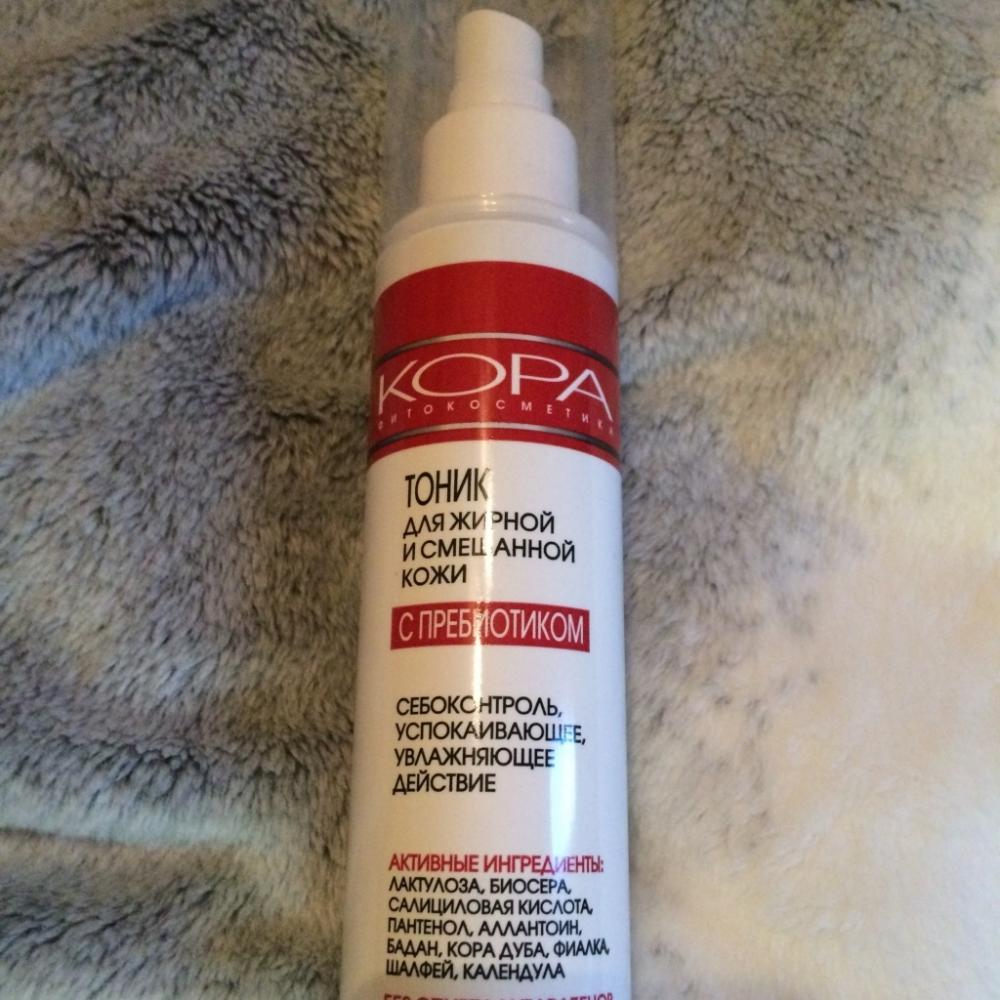 КОРА
ФИТОКОСМЕТИКА
ТОНИК
ДЛЯ ЖИРНОЙ
И СМЕШАННОЙ
КОЖИ
С ПРЕБИОТИКОМ
СЕБОКОНТРОЛЬ,
УСПОКАИВАЮЩЕЕ,
УВЛАЖНЯЮЩЕЕ
ДЕЙСТВИЕ
АКТИВНЫЕ ИНГРЕДИЕНТЫ:
ЛАКТУЛОЗА, БИОСЕРА,
САЛИЦИЛОВАЯ КИСЛОТА,
ПАНТЕНОЛ, АЛЛАНТОИН,
БАДАН, КОРА ДУБА, ФИАЛКА,
ШАЛФЕЙ, КАЛЕНДУЛА